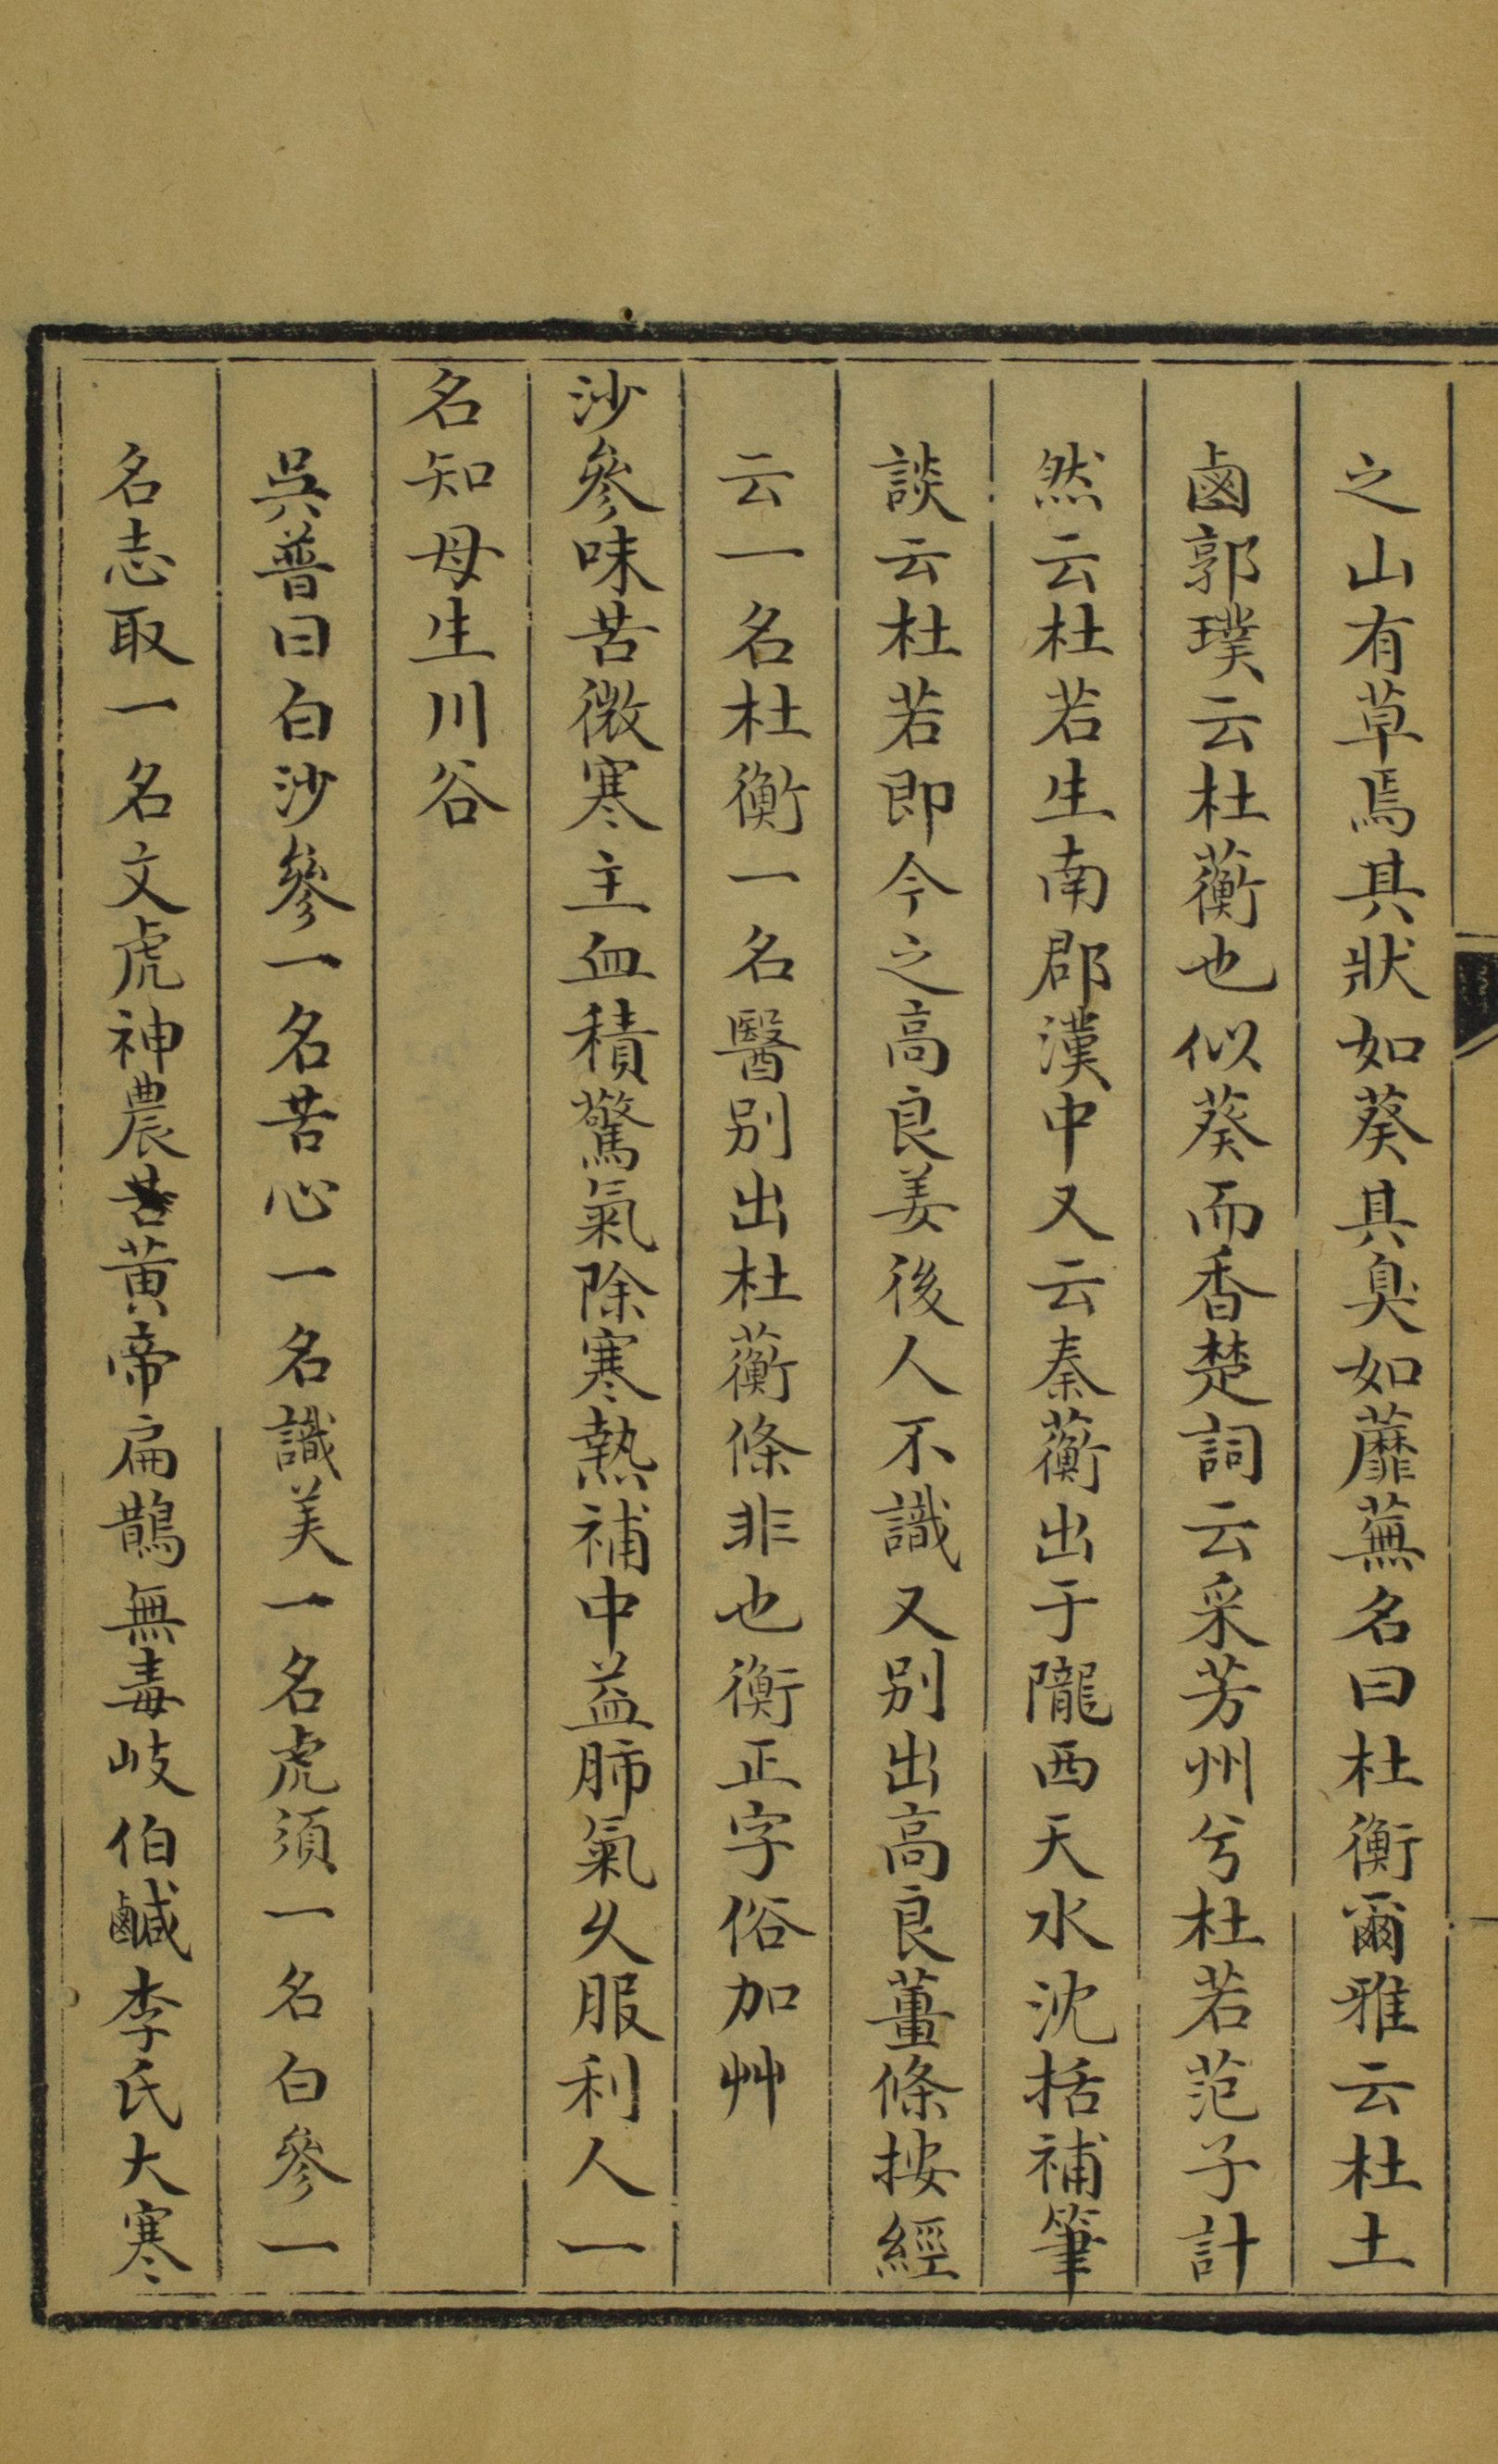 之山有草焉其狀如葵其臭如蘼蕪名曰杜衡爾雅云杜土
鹵郭璞云杜蘅也似葵而香楚詞云采芳州兮杜若范子計
然云杜若生南郡漢中又云秦蘅出于隴西天水沈括補筆
談云杜若即今之高良姜後人不識又別出高良薑條按經
云一名杜衡一名醫別出杜蘅條非也衡正字俗加艸
沙參味苦微寒主血積驚氣除寒熱補中益肺氣久服利人一
名知母生川谷
吳普曰白沙參一名苦心一名識美一名虎須一名白參一
名志取一名文虎神農苦黃帝扁鵲無毒岐伯鹹李氏大寒